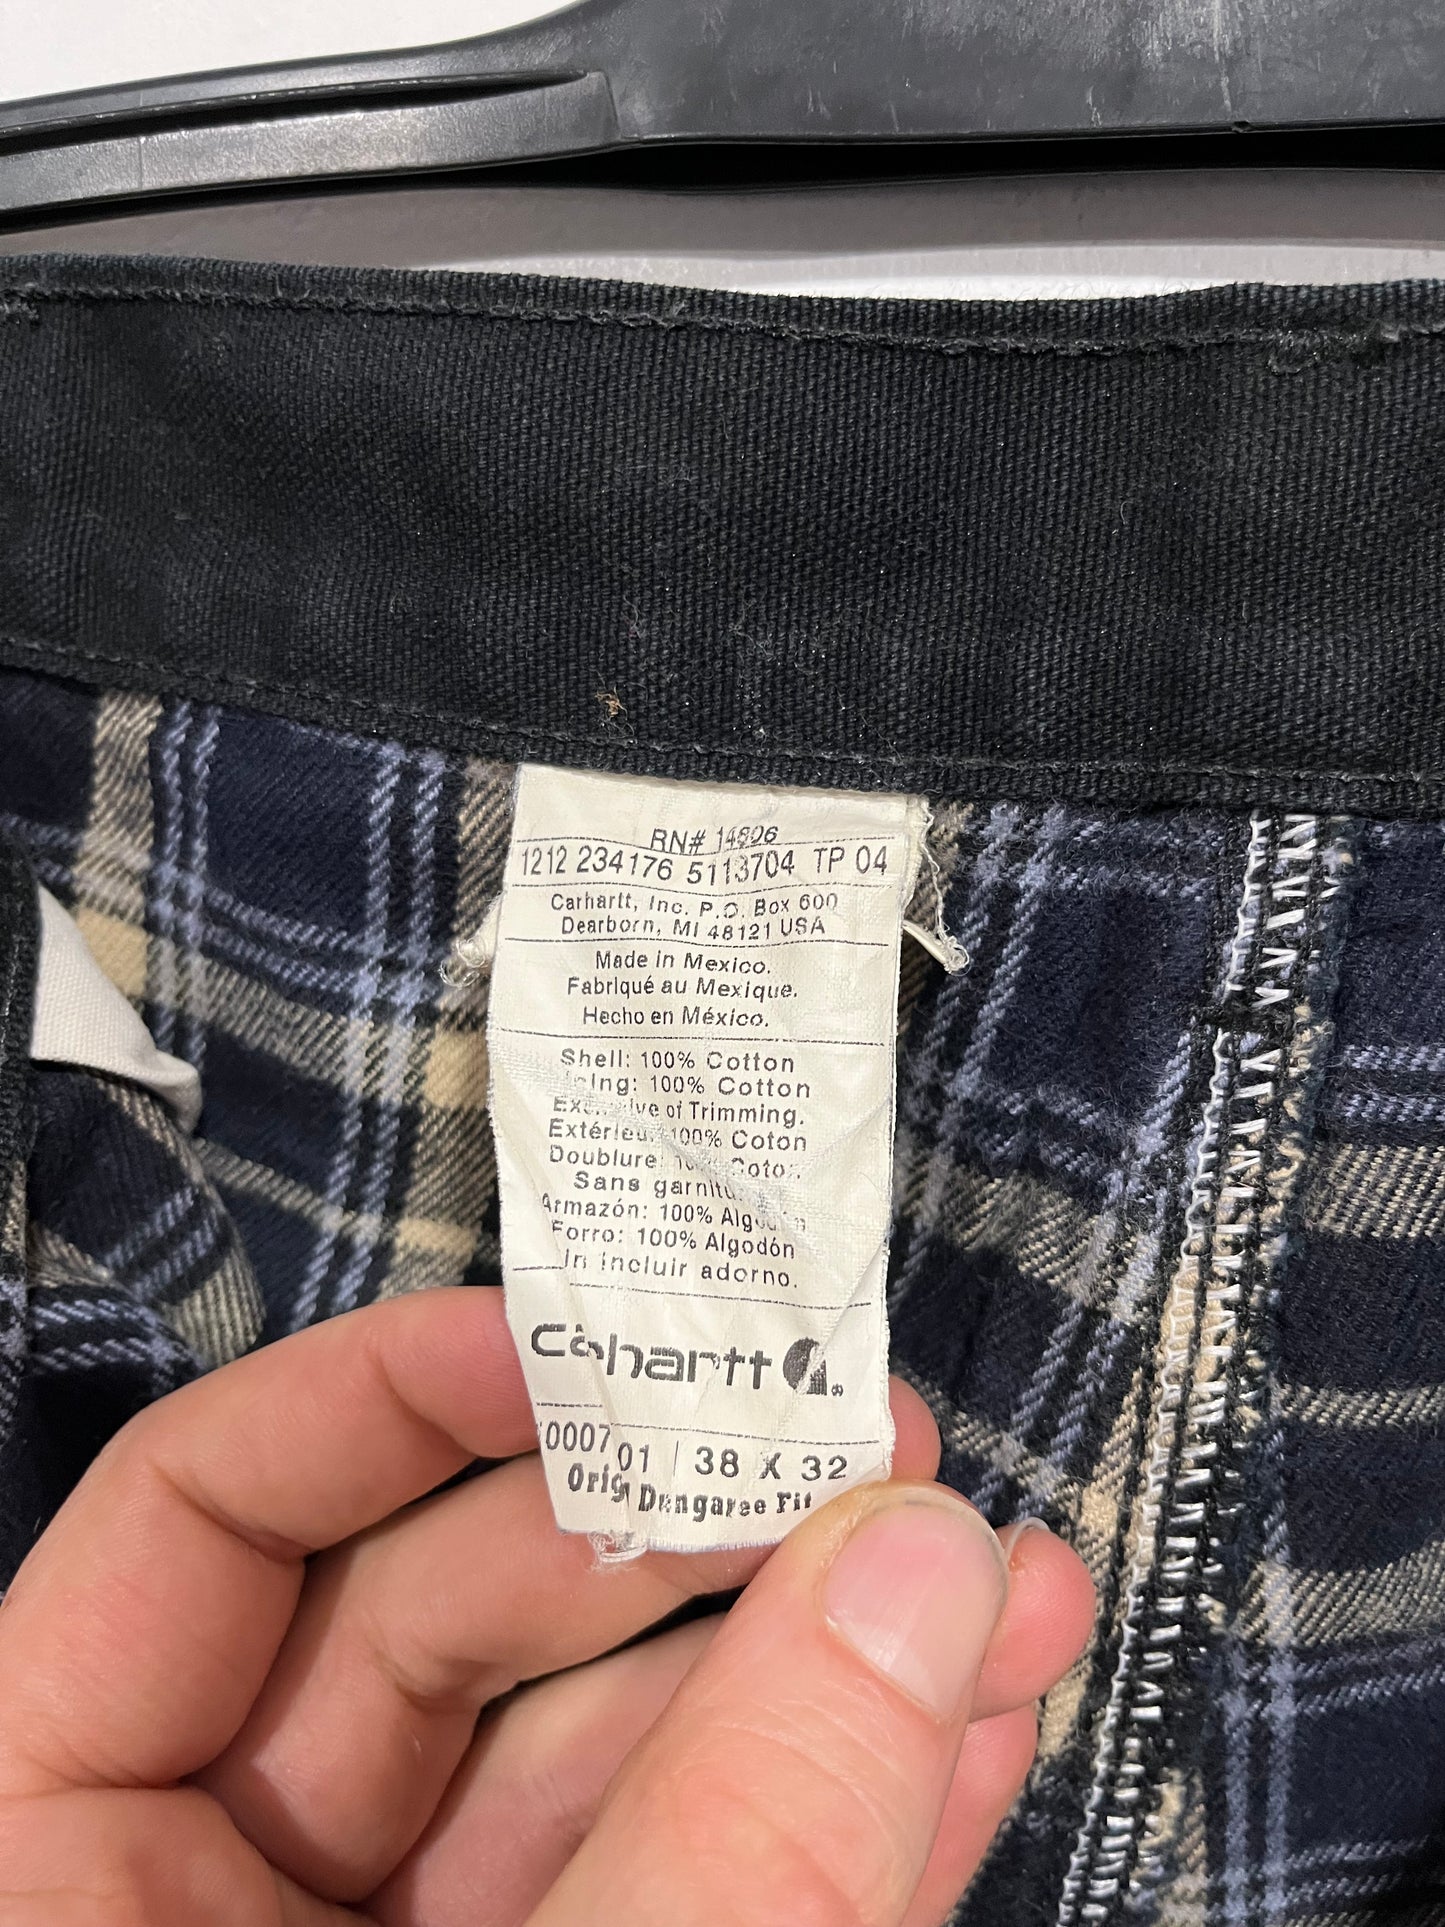 RN# 14806
1212 234176 5113704 TP 04
Carhartt, Inc. P.O. Box 600
Dearborn, MI 48121 USA
Made in Mexico.
Fabriqué au Mexique.
Hecho en México.
Shell: 100% Cotton
100% Cotton
of Trimming.
100% Coton
Doublure:
Sans
Armazón: 100%
Forro: 100% Algodón
incluir adorno.
carhartt
01 / 38 X 32
Dungaree Fit